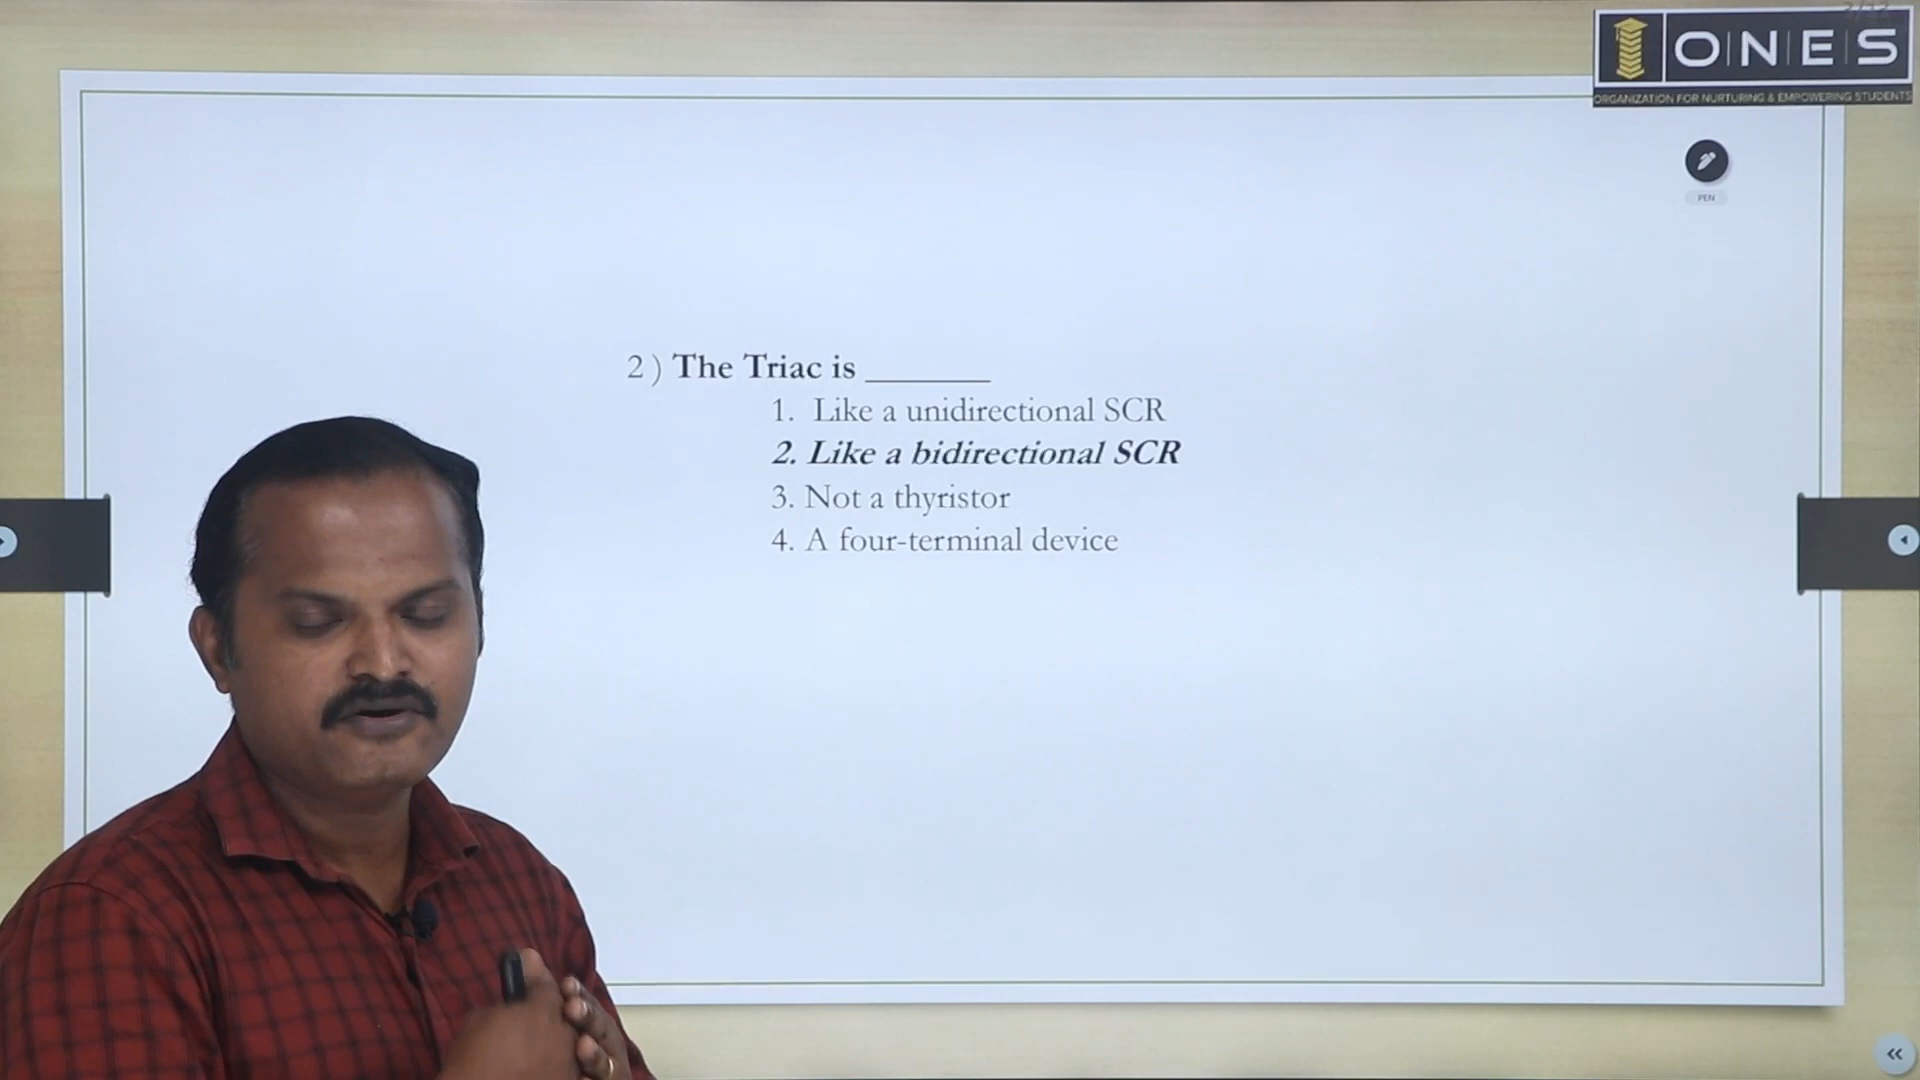 O|N|E|S
ORGANIZATION FOR NURTURING & EMPOWERING STUDENTS
PEN
2 ) The Triac is _______
1. Like a unidirectional SCR
2. Like a bidirectional SCR
3. Not a thyristor
4. A four-terminal device